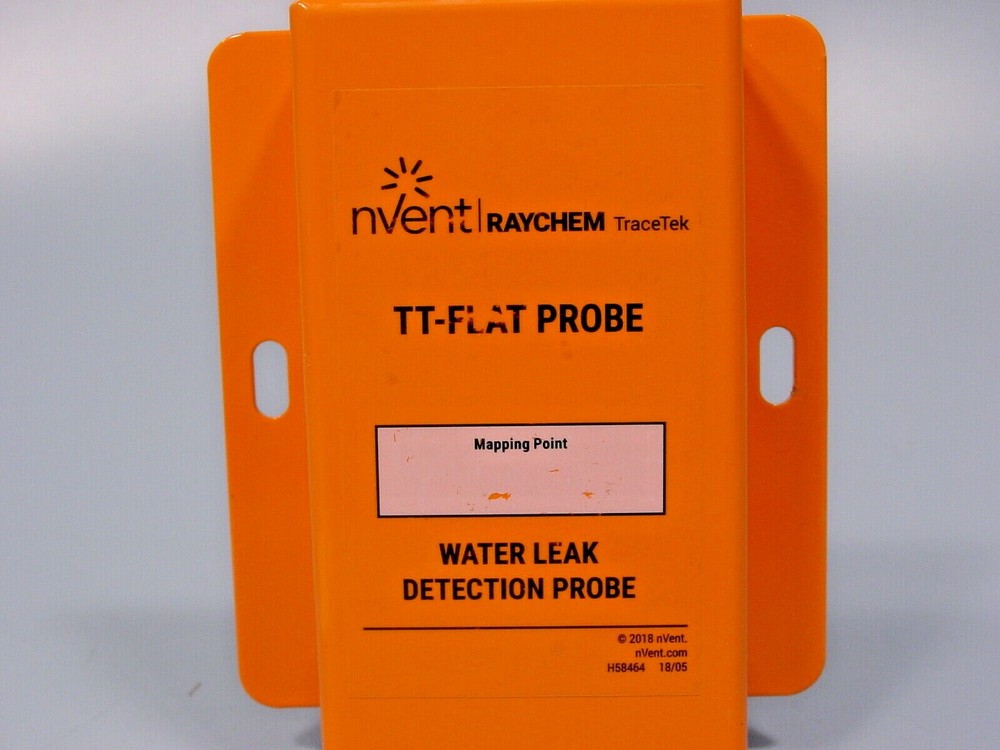 nVent | RAYCHEM TraceTek
TT-FLAT PROBE
Mapping Point
WATER LEAK
DETECTION PROBE
© 2018 nVent.
nVent.com
H58464 18/05